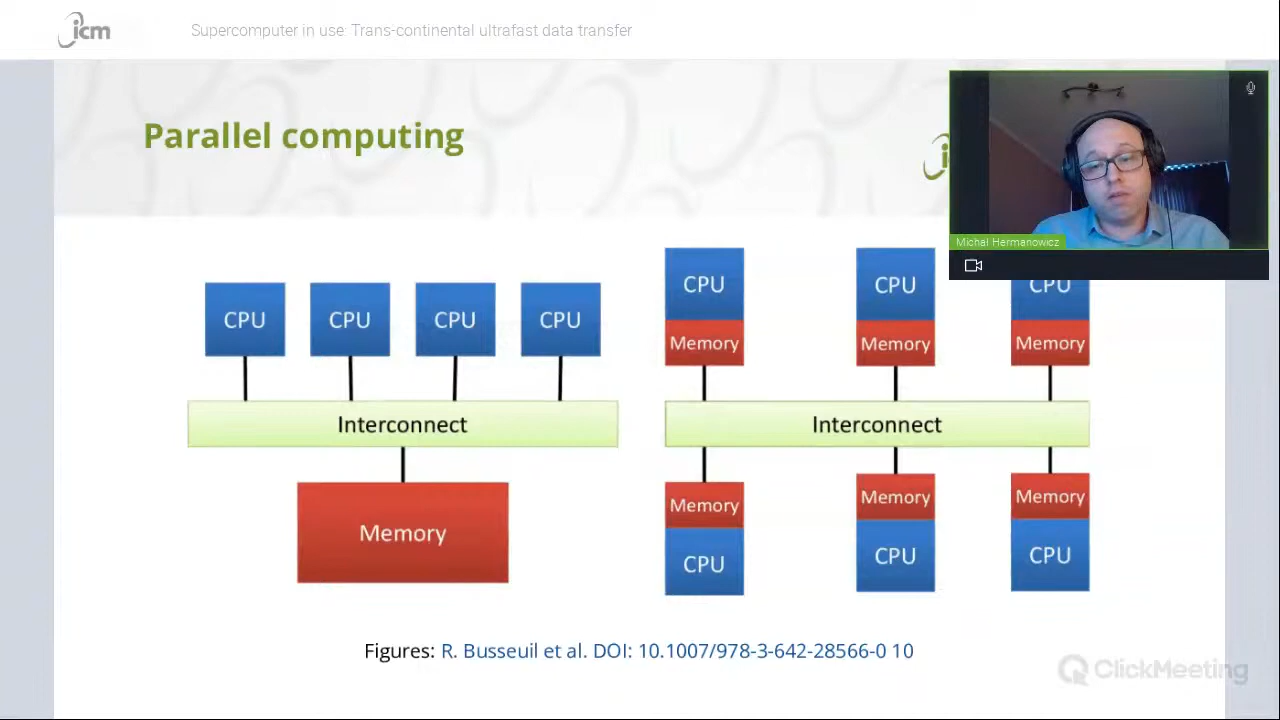 icm
Supercomputer in use: Trans-continental ultrafast data transfer
Parallel computing
Michal Hermanowicz
CPU CPU CPU CPU
Interconnect
Memory
CPU CPU CPU
Memory Memory Memory
Interconnect
Memory Memory Memory
CPU CPU CPU
Figures: R. Busseuil et al. DOI: 10.1007/978-3-642-28566-0 10
ClickMeeting